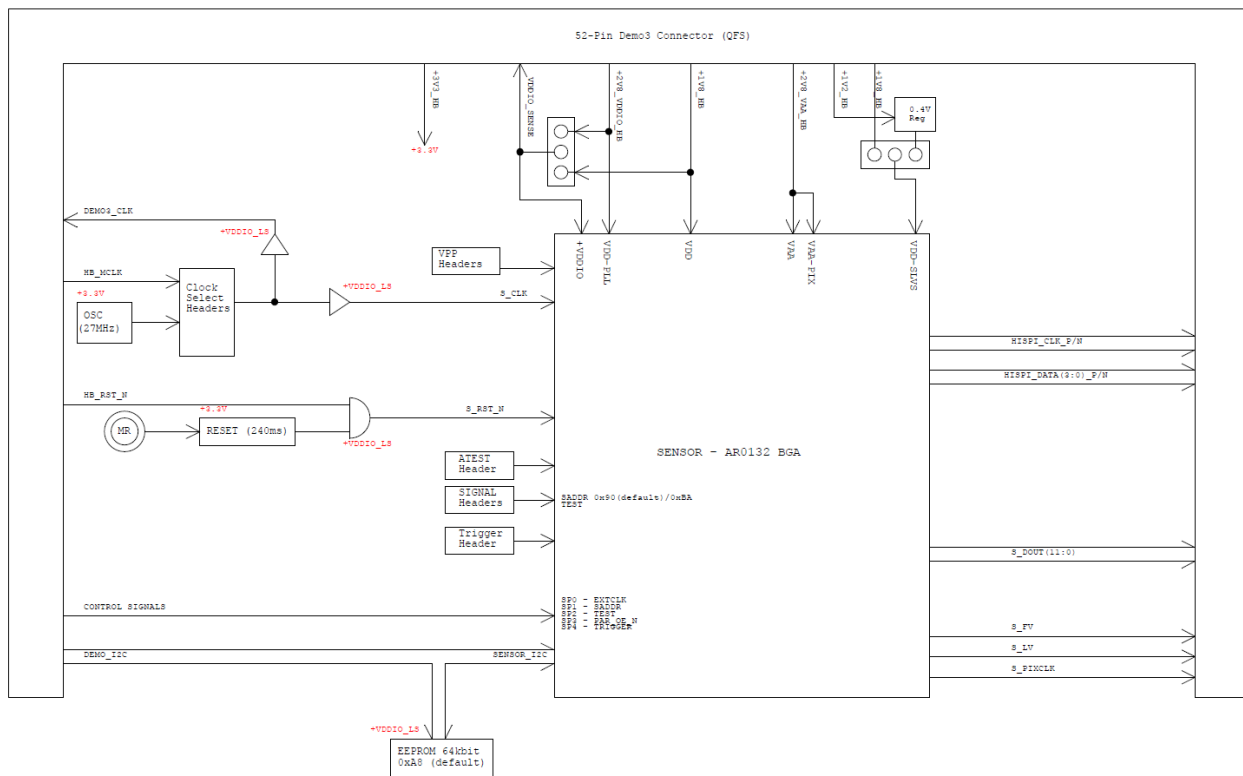 52-Pin Demo3 Connector (QFS)
+3V3_HB
VDDIO_SENSE
+2V8_VDDIO_HB
+1V8_HB
+2V8_VAA_HB
+1V2_HB
+1V8_HB
0.4V
Reg
+3.3V
DEMO3_CLK
+VDDIO_LS
VPP
Headers
+VDDIO
VDD-PLL
VDD
VAA
VAA-PIX
VDD-SLVS
HB_MCLK
+3.3V
OSC
(27MHz)
Clock
Select
Headers
+VDDIO_LS
S_CLK
HISPI_CLK_P/N
HISPI_DATA(3:0)_P/N
HB_RST_N
+3.3V
MR
RESET (240ms)
+VDDIO_LS
S_RST_N
SENSOR - AR0132 BGA
ATEST
Header
SIGNAL
Headers
SADDR 0x90(default)/0xBA
TEST
Trigger
Header
S_DOUT(11:0)
CONTROL SIGNALS
SP0 - EXTCLK
SP1 - SADDR
SP2 - TEST
SP3 - PAR_OE_N
SP4 - TRIGGER
S_FV
S_LV
S_PIXCLK
DEMO_I2C
SENSOR_I2C
+VDDIO_LS
EEPROM 64kbit
0xA8 (default)